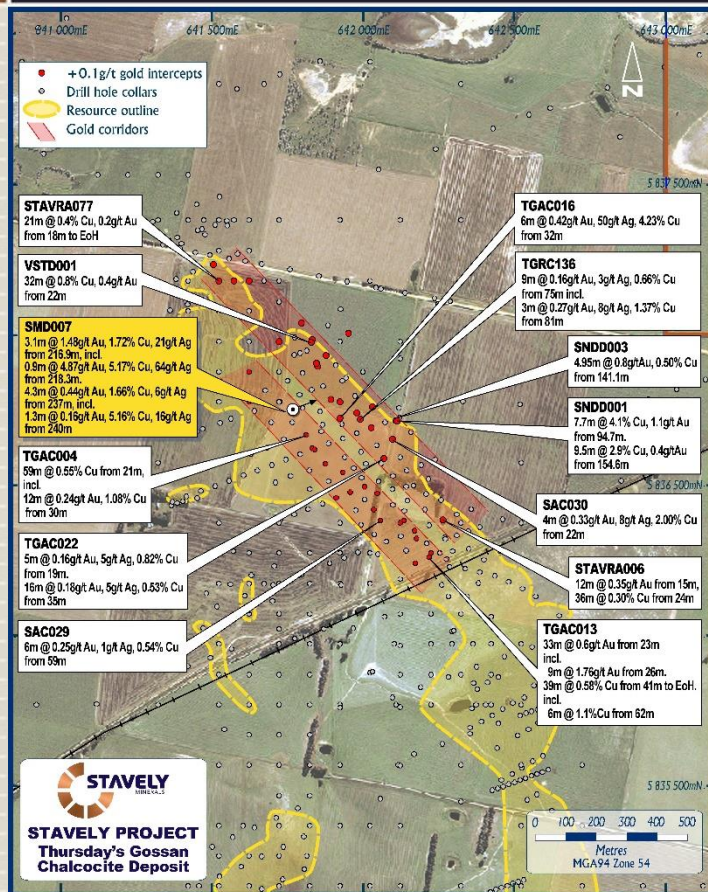 641 000mE
641 500mE
642 000mE
642 500mE
643 000mE
+0.1g/t gold intercepts
Drill hole collars
Resource outline
Gold corridors
N
5 837 500mN
STAVRA077
21m @ 0.4% Cu, 0.2g/t Au
from 18m to EoH
VSTD001
32m @ 0.8% Cu, 0.4g/t Au
from 22m
SMD007
3.1m @ 1.48g/t Au, 1.72% Cu, 21g/t Ag
from 216.9m, incl.
0.9m @ 4.87g/t Au, 5.17% Cu, 64g/t Ag
from 218.3m.
4.3m @ 0.44g/t Au, 1.66% Cu, 6g/t Ag
from 237m, incl.
1.3m @ 0.16g/t Au, 5.16% Cu, 16g/t Ag
from 240m
TGAC004
59m @ 0.55% Cu from 21m,
incl.
12m @ 0.24g/t Au, 1.08% Cu
from 30m
TGAC022
5m @ 0.16g/t Au, 5g/t Ag, 0.82% Cu
from 19m.
16m @ 0.18g/t Au, 5g/t Ag, 0.53% Cu
from 35m
SAC029
6m @ 0.25g/t Au, 1g/t Ag, 0.54% Cu
from 59m
TGAC016
6m @ 0.42g/t Au, 50g/t Ag, 4.23% Cu
from 32m
TGRC136
9m @ 0.16g/t Au, 3g/t Ag, 0.66% Cu
from 75m incl.
3m @ 0.27g/t Au, 8g/t Ag, 1.37% Cu
from 81m
SNDD003
4.95m @ 0.8g/tAu, 0.50% Cu
from 141.1m
SNDD001
7.7m @ 4.1% Cu, 1.1g/t Au
from 94.7m.
9.5m @ 2.9% Cu, 0.4g/tAu
from 154.6m
5 836 500mN
SAC030
4m @ 0.33g/t Au, 8g/t Ag, 2.00% Cu
from 22m
STAVRA006
12m @ 0.35g/t Au from 15m,
36m @ 0.30% Cu from 24m
TGAC013
33m @ 0.6g/t Au from 23m
incl.
9m @ 1.76g/t Au from 26m.
39m @ 0.58% Cu from 41m to EoH.
incl.
6m @ 1.1%Cu from 62m
5 835 500mN
STAVELY
MINERALS
STAVELY PROJECT
Thursday's Gossan
Chalcocite Deposit
0 100 200 300 400 500
Metres
MGA94 Zone 54